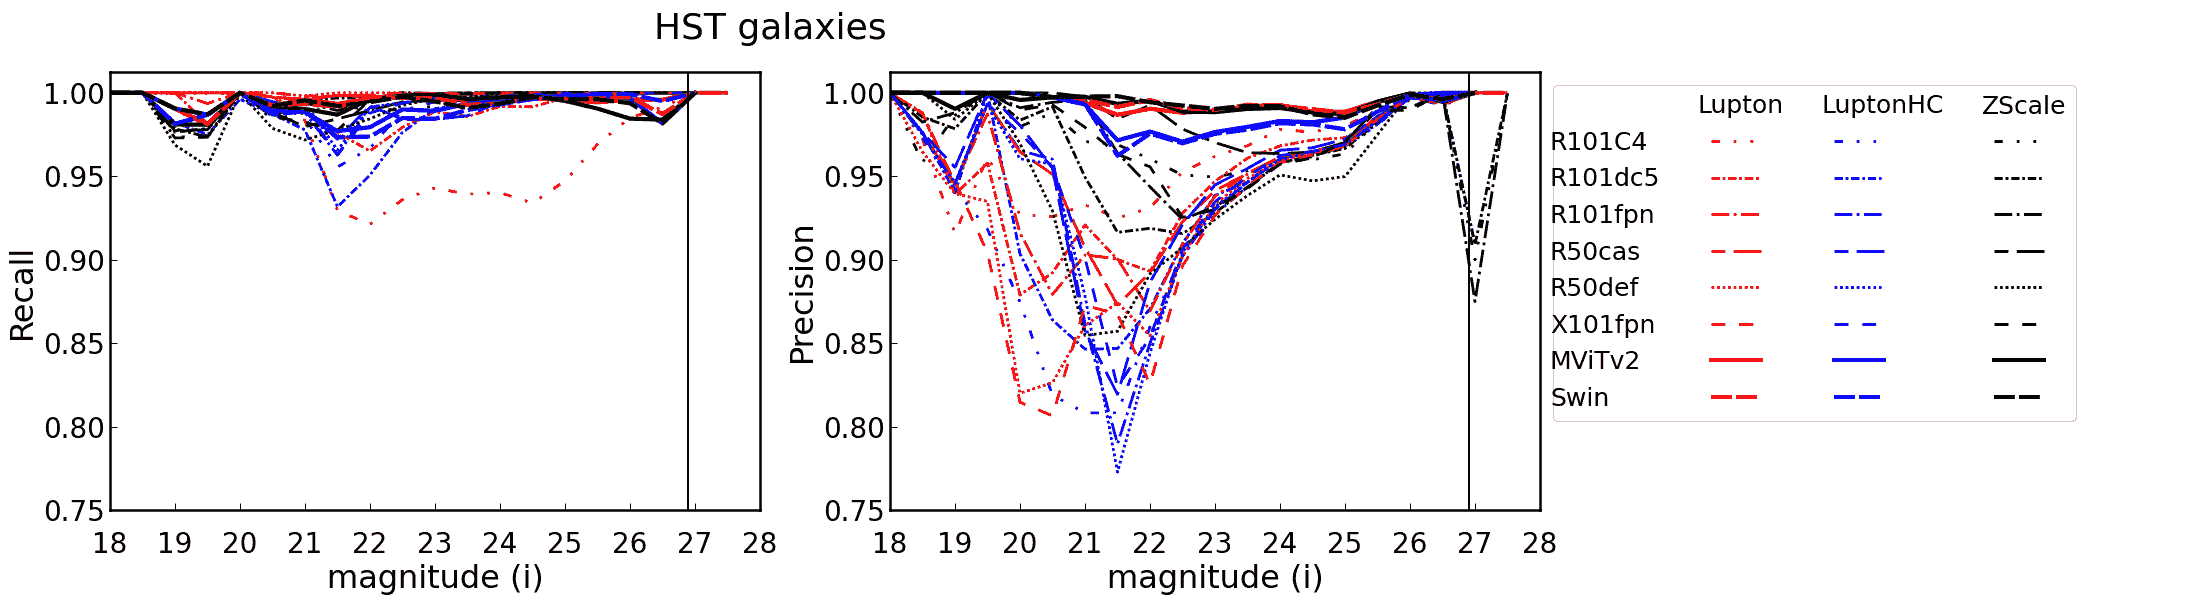 HST galaxies
Recall
1.00
0.95
0.90
0.85
0.80
0.75
18 19 20 21 22 23 24 25 26 27 28
magnitude (i)
Precision
1.00
0.95
0.90
0.85
0.80
0.75
18 19 20 21 22 23 24 25 26 27 28
magnitude (i)
Lupton LuptonHC ZScale
R101C4
R101dc5
R101fpn
R50cas
R50def
X101fpn
MViTv2
Swin